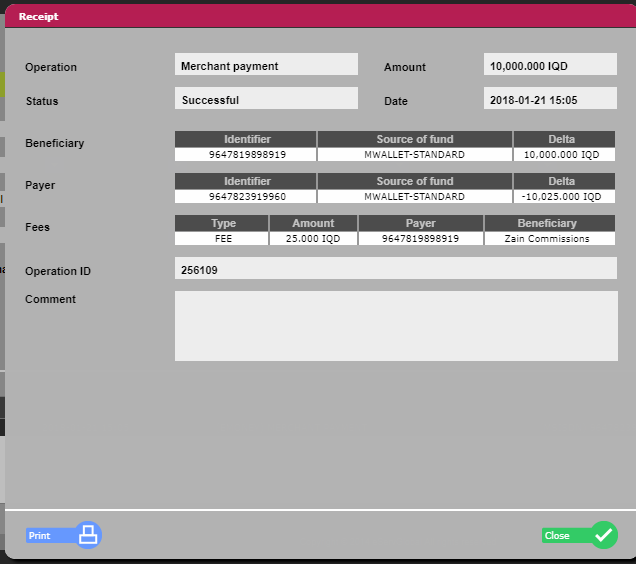 Receipt
Operation Merchant payment Amount 10,000.000 IQD
Status Successful Date 2018-01-21 15:05
Beneficiary Identifier Source of fund Delta
9647819898919 MWALLET-STANDARD 10,000.000 IQD
Payer Identifier Source of fund Delta
9647823919960 MWALLET-STANDARD -10,025.000 IQD
Fees Type Amount Payer Beneficiary
FEE 25.000 IQD 9647819898919 Zain Commissions
Operation ID 256109
Comment
Print Close